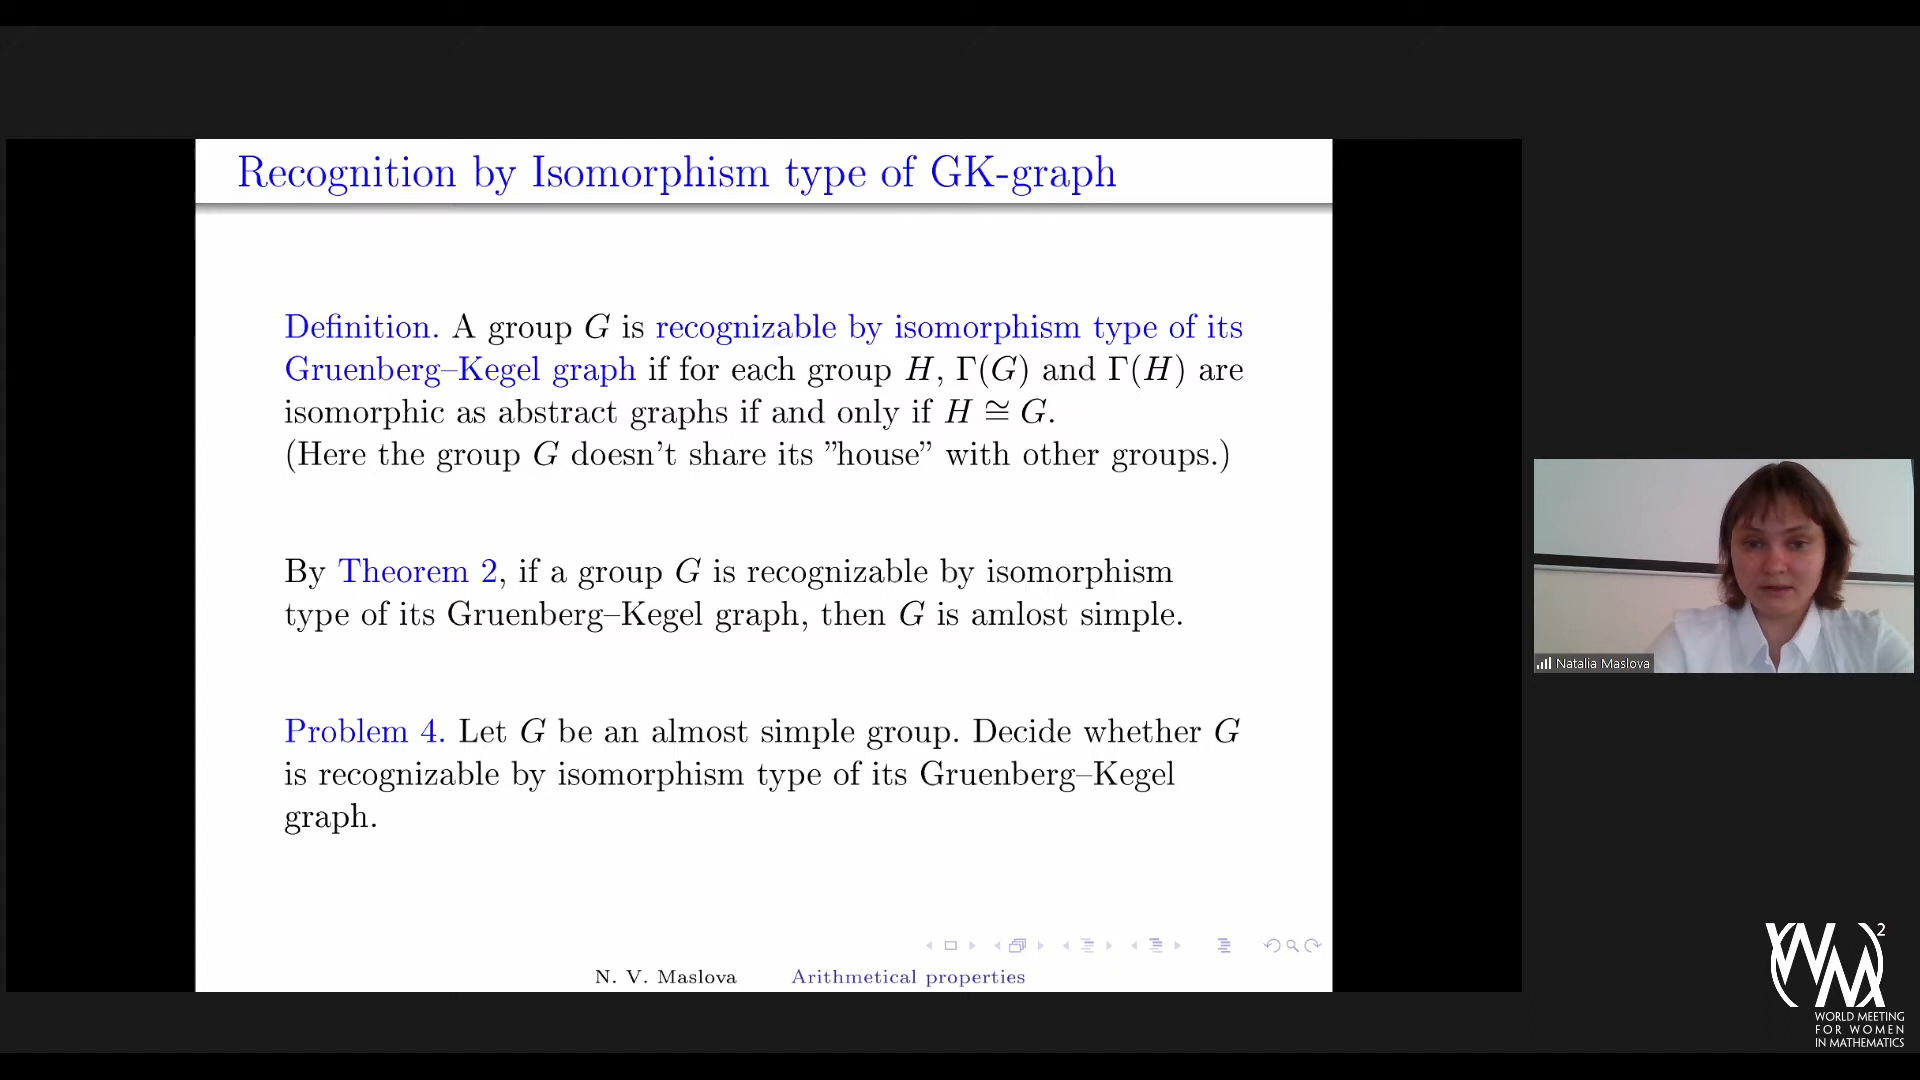 Recognition by Isomorphism type of GK-graph
Definition. A group G is recognizable by isomorphism type of its
Gruenberg–Kegel graph if for each group H, Γ(G) and Γ(H) are
isomorphic as abstract graphs if and only if H ≅ G.
(Here the group G doesn't share its ”house” with other groups.)
By Theorem 2, if a group G is recognizable by isomorphism
type of its Gruenberg–Kegel graph, then G is amlost simple.
Problem 4. Let G be an almost simple group. Decide whether G
is recognizable by isomorphism type of its Gruenberg–Kegel
graph.
N. V. Maslova Arithmetical properties
Natalia Maslova
(WM)²
WORLD MEETING
FOR WOMEN
IN MATHEMATICS